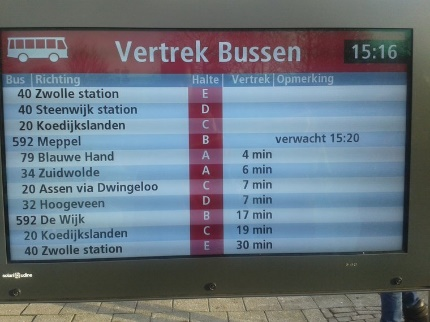 Vertrek Bussen 15:16
Bus | Richting Halte | Vertrek | Opmerking
40 Zwolle station E
40 Steenwijk station D
20 Koedijkslanden C
592 Meppel B verwacht 15:20
79 Blauwe Hand A 4 min
34 Zuidwolde A 6 min
20 Assen via Dwingeloo C 7 min
32 Hoogeveen D 7 min
592 De Wijk B 17 min
20 Koedijkslanden C 19 min
40 Zwolle station E 30 min
solari udine